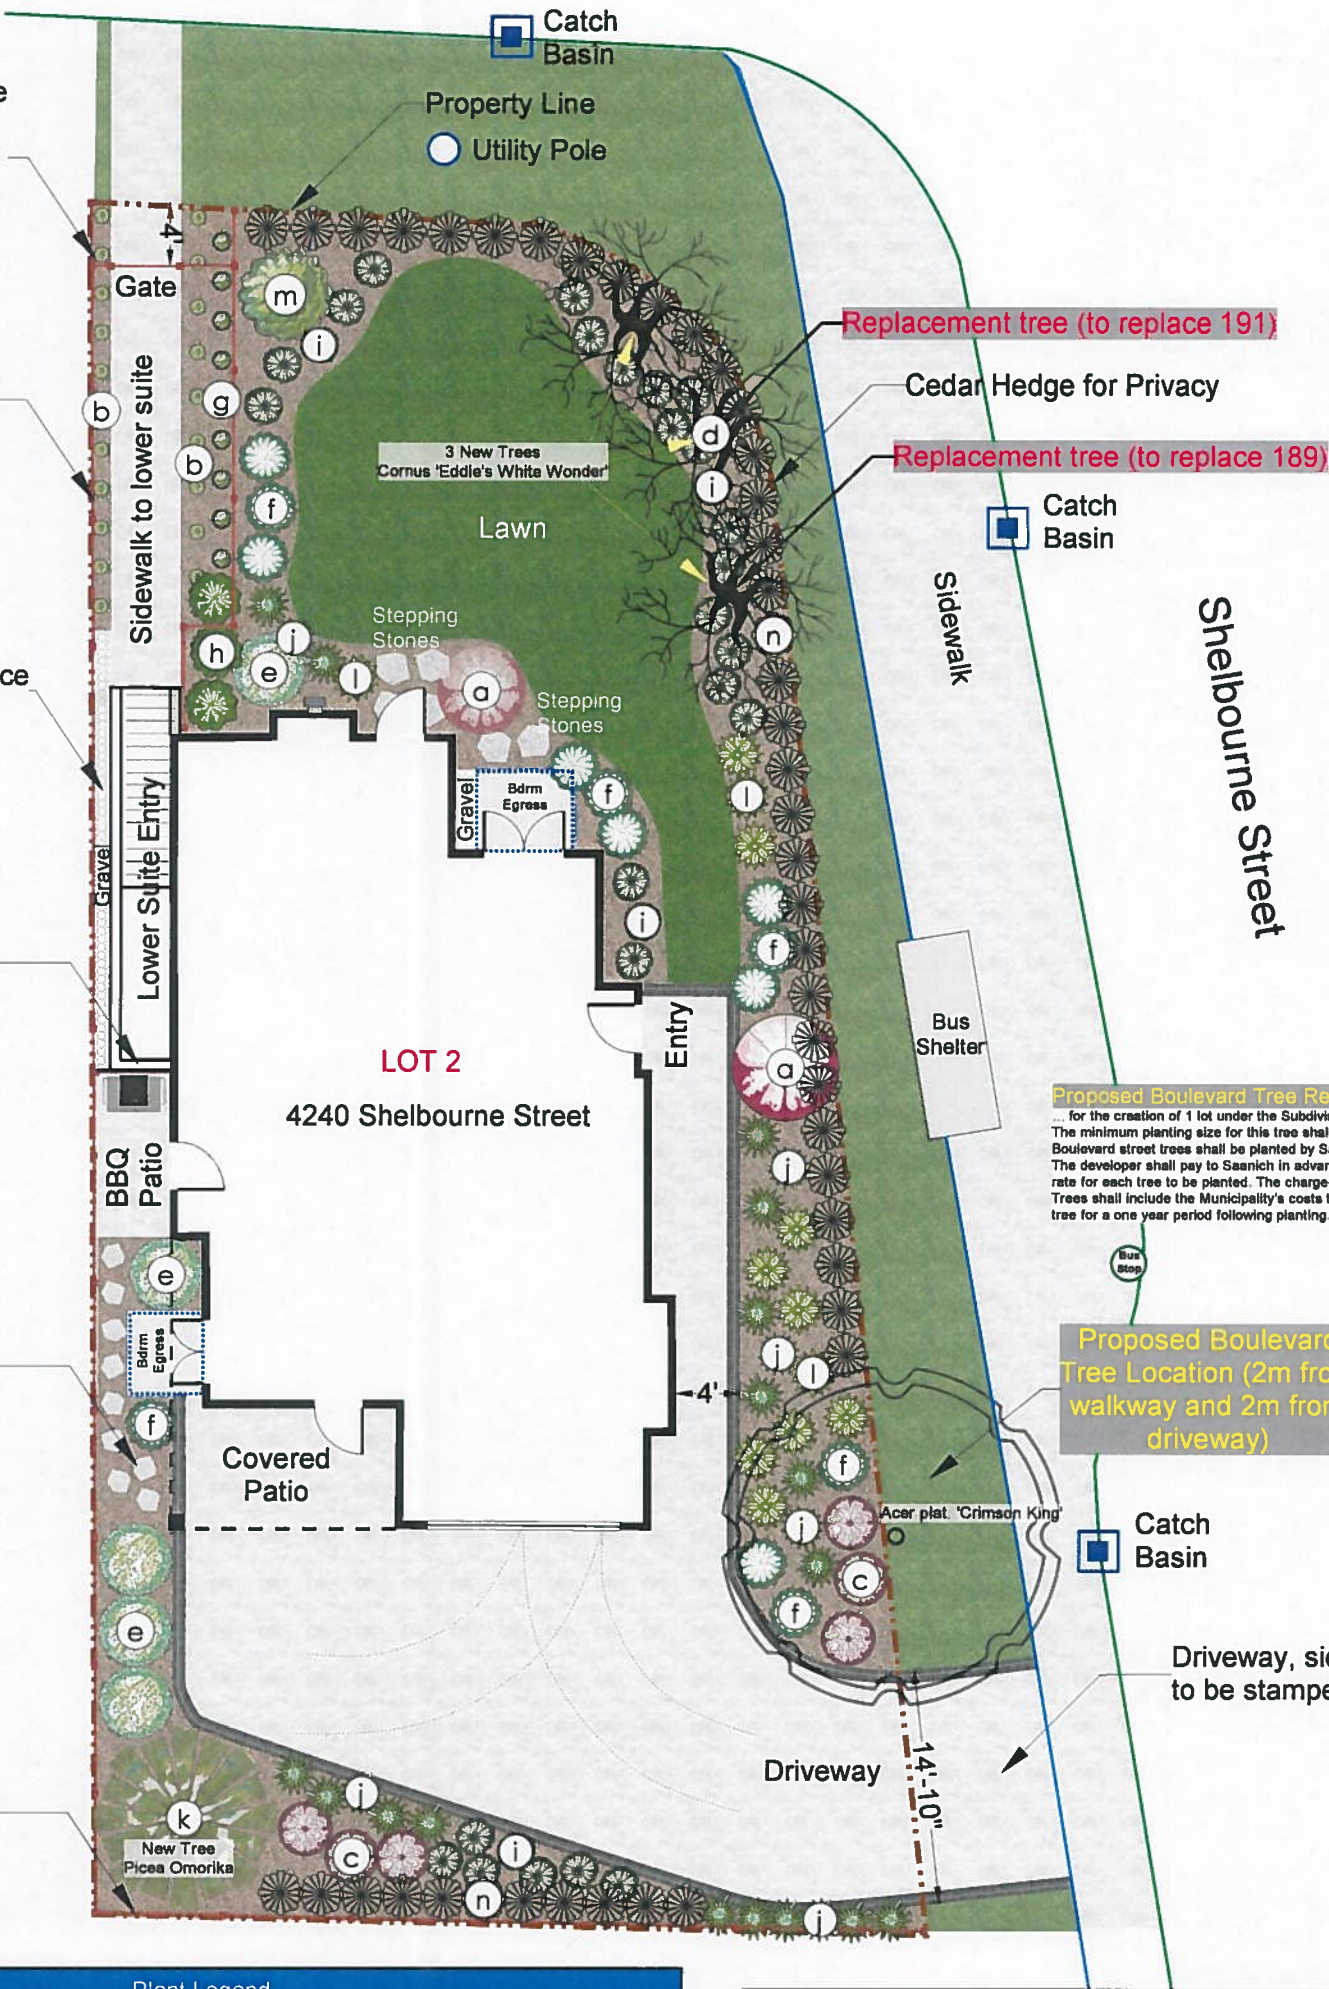 Catch
Basin
e
Property Line
Utility Pole
4'
Gate
m
i
Replacement tree (to replace 191)
Cedar Hedge for Privacy
b
g
d
3 New Trees
Cornus 'Eddie's White Wonder'
Replacement tree (to replace 189)
b
i
f
Catch
Basin
Lawn
Sidewalk to lower suite
Sidewalk
Shelbourne Street
Stepping
Stones
n
j
h
e
l
a
ce
Stepping
Stones
Bdrm
Egress
Gravel
f
l
Gravel
Lower Suite Entry
i
f
Entry
Bus
Shelter
LOT 2
a
4240 Shelbourne Street
Proposed Boulevard Tree Re
... for the creation of 1 lot under the Subdivi
The minimum planting size for this tree shal
Boulevard street trees shall be planted by S
The developer shall pay to Saanich in advan
rate for each tree to be planted. The charge
Trees shall include the Municipality's costs t
tree for a one year period following planting
BBQ
Patio
j
Bus
Stop
e
Bdrm
Egress
Proposed Boulevard
Tree Location (2m fro
walkway and 2m from
driveway)
j
l
4'
f
Covered
Patio
f
Acer plat. 'Crimson King'
j
Catch
Basin
c
f
e
Driveway, sid
to be stampe
Driveway
14'-10"
j
k
New Tree
Picea Omorika
c
i
n
j
Plant Legend